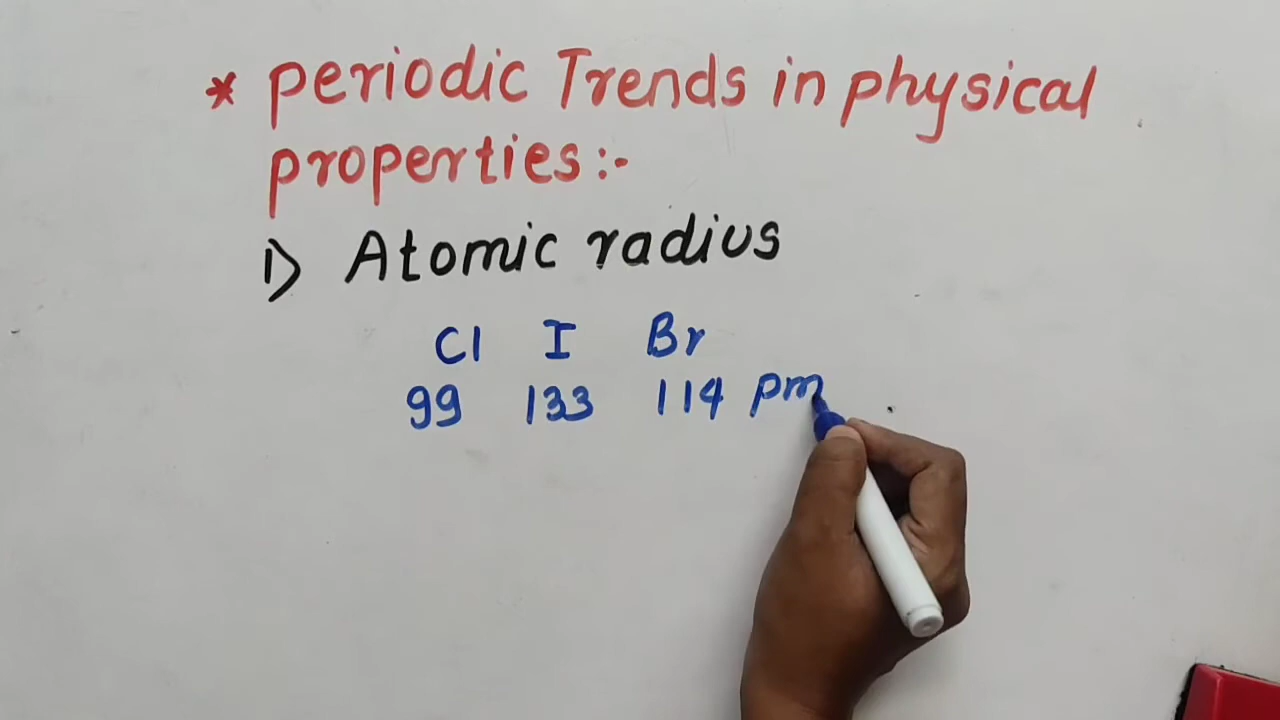 * Periodic Trends in physical
properties:-
1) Atomic radius
Cl I Br
99 133 114 pm